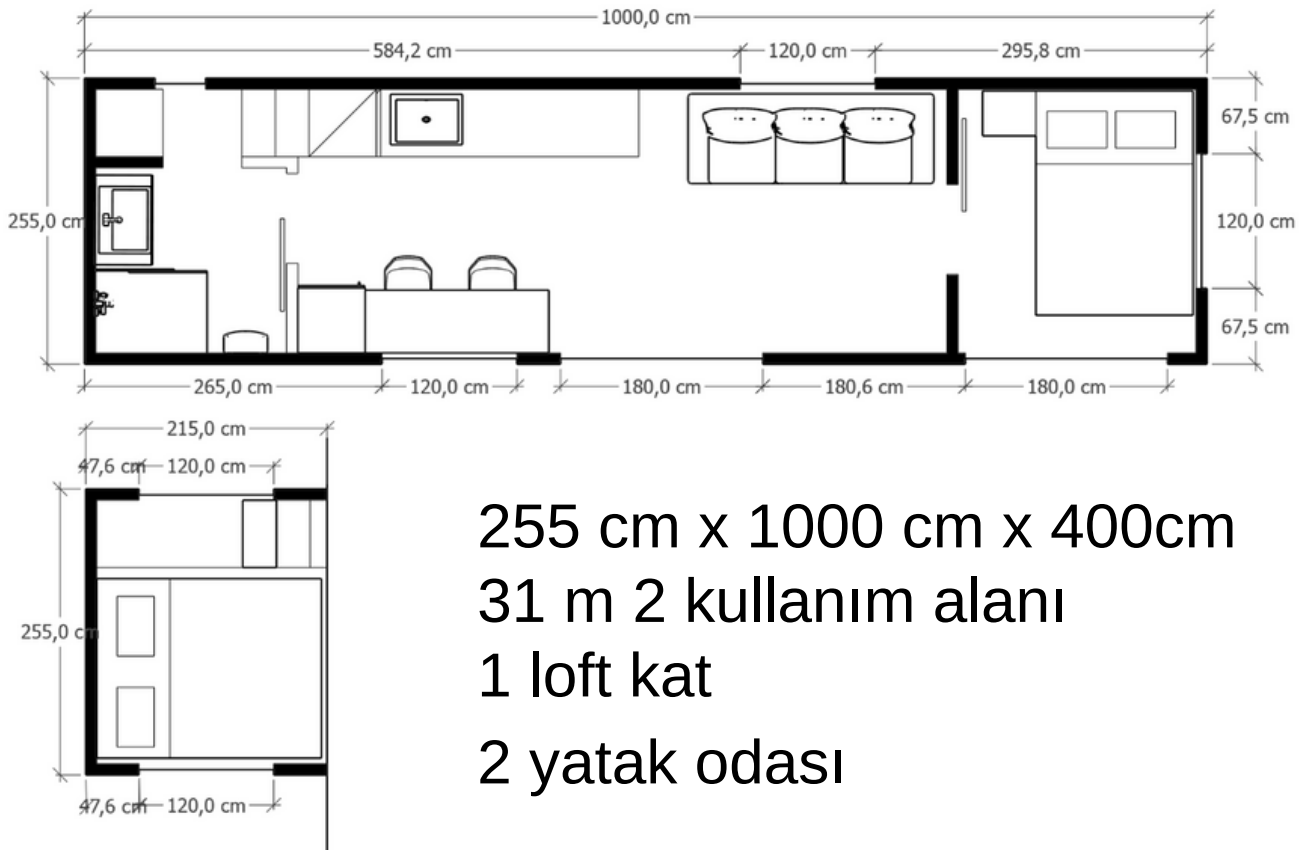 1000,0 cm
584,2 cm 120,0 cm 295,8 cm
67,5 cm
255,0 cm 120,0 cm
67,5 cm
265,0 cm 120,0 cm 180,0 cm 180,6 cm 180,0 cm
215,0 cm
47,6 cm 120,0 cm
255,0 cm
47,6 cm 120,0 cm
255 cm x 1000 cm x 400cm
31 m 2 kullanım alanı
1 loft kat
2 yatak odası